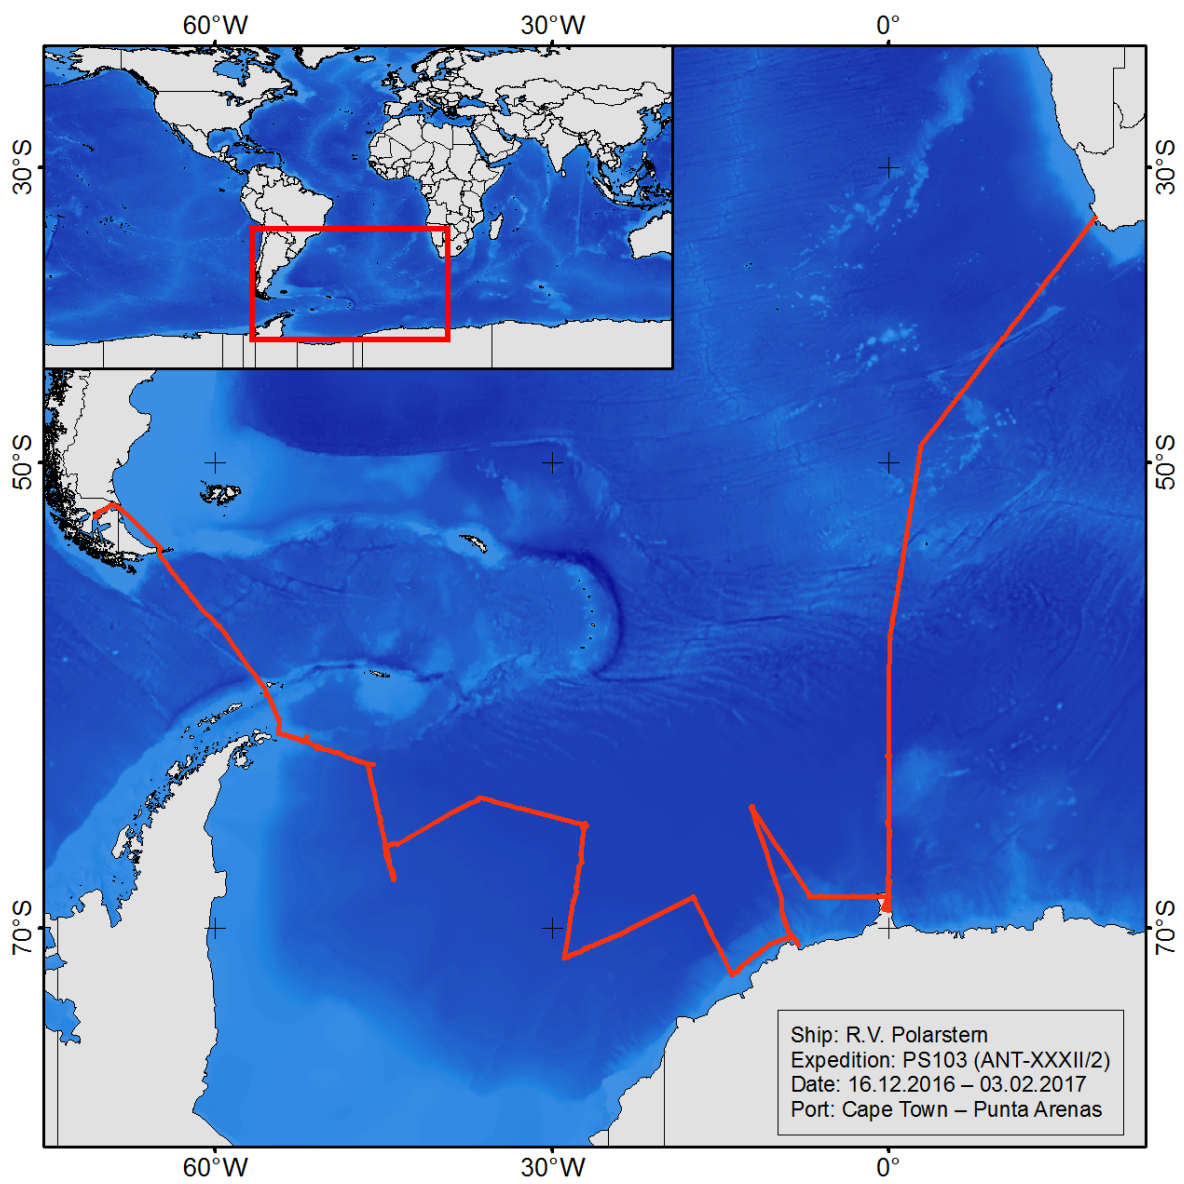 60°W 30°W 0°
30°S 30°S
50°S 50°S
70°S 70°S
Ship: R.V. Polarstern
Expedition: PS103 (ANT-XXXII/2)
Date: 16.12.2016 – 03.02.2017
Port: Cape Town – Punta Arenas
60°W 30°W 0°